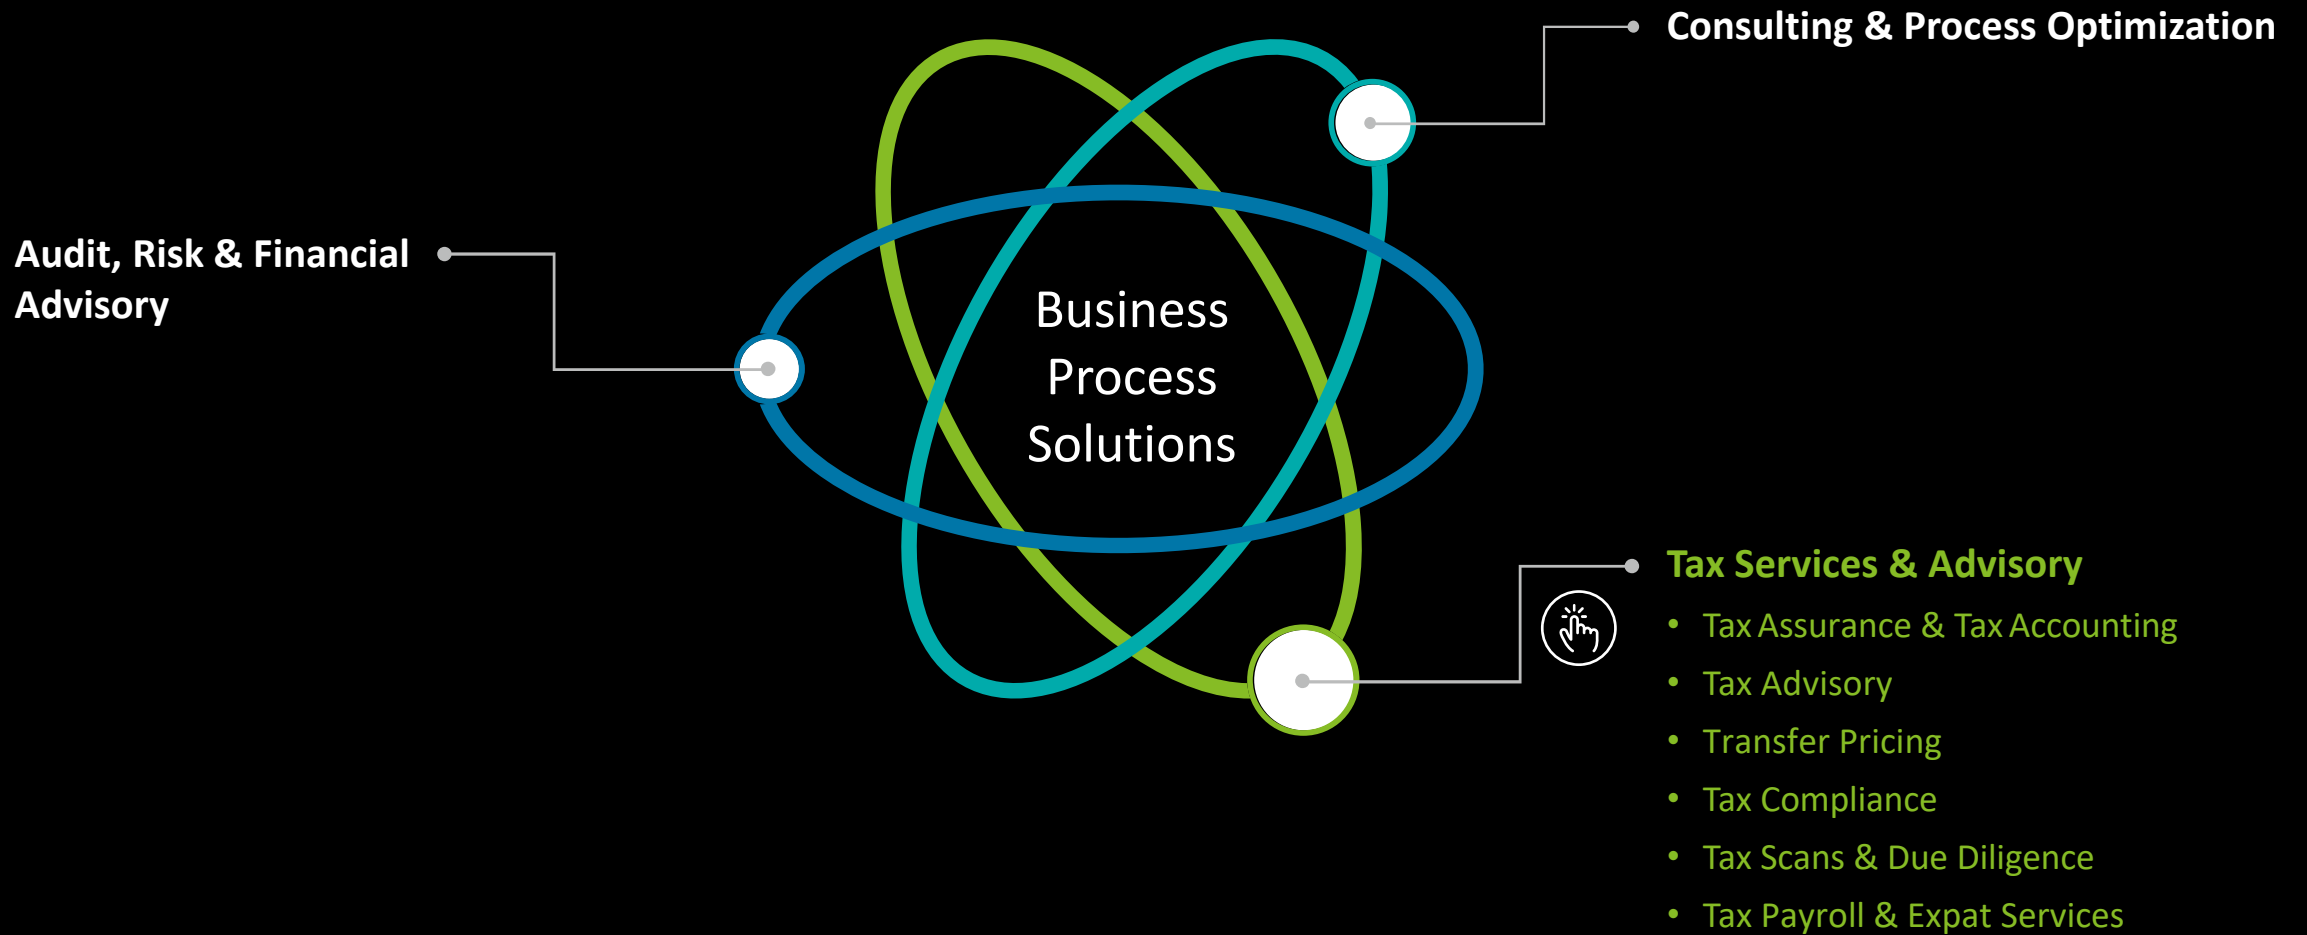 Consulting & Process Optimization
Audit, Risk & Financial
Advisory
Business
Process
Solutions
Tax Services & Advisory
• Tax Assurance & Tax Accounting
• Tax Advisory
• Transfer Pricing
• Tax Compliance
• Tax Scans & Due Diligence
• Tax Payroll & Expat Services